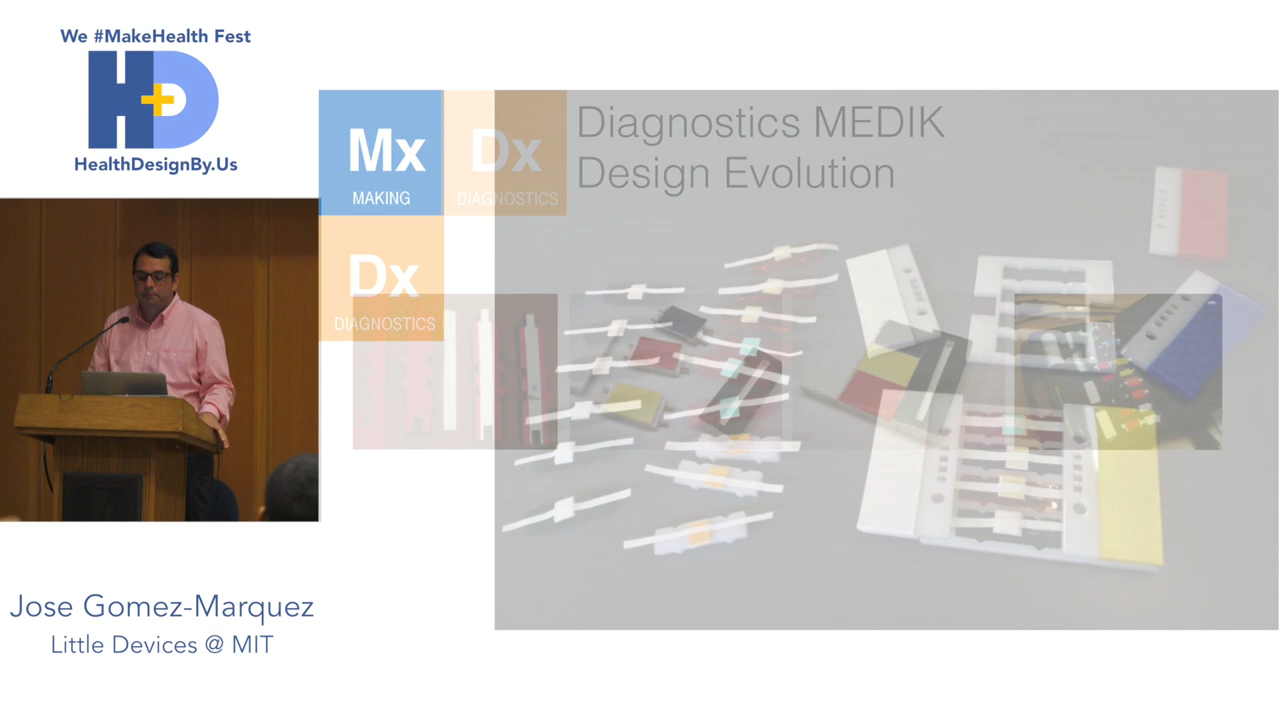 We #MakeHealth Fest
HD
HealthDesignBy.Us
Mx
MAKING
Dx
DIAGNOSTICS
Diagnostics MEDIK
Design Evolution
Dx
DIAGNOSTICS
Jose Gomez-Marquez
Little Devices @ MIT